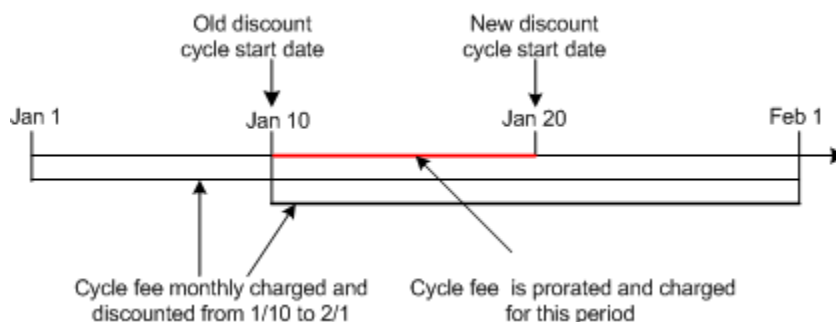 Old discount
cycle start date
New discount
cycle start date
Jan 1
Jan 10
Jan 20
Feb 1
Cycle fee monthly charged and
discounted from 1/10 to 2/1
Cycle fee is prorated and charged
for this period